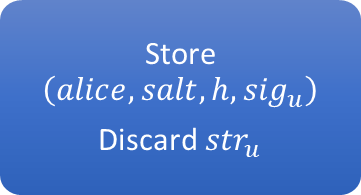 Store
(alice, salt, h, sig_u)
Discard str_u